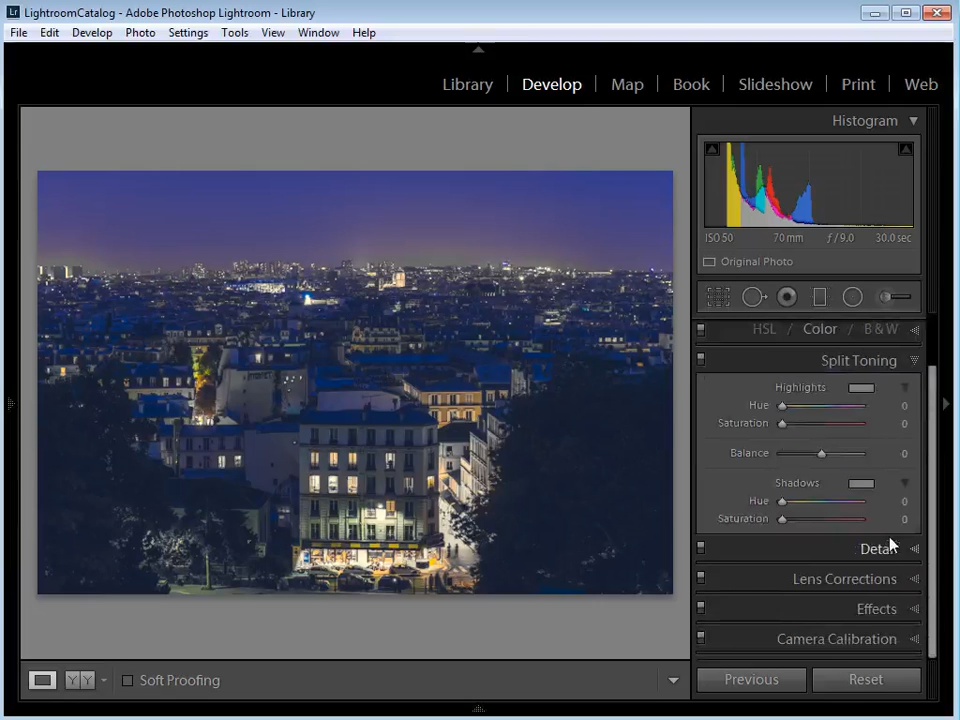 LightroomCatalog - Adobe Photoshop Lightroom - Library
File Edit Develop Photo Settings Tools View Window Help
Library Develop Map Book Slideshow Print Web
Histogram
ISO 50 70 mm ƒ / 9.0 30.0 sec
Original Photo
HSL / Color / B & W
Split Toning
Highlights
Hue 0
Saturation 0
Balance 0
Shadows
Hue 0
Saturation 0
Detail
Lens Corrections
Effects
Camera Calibration
Y Y Soft Proofing Previous Reset